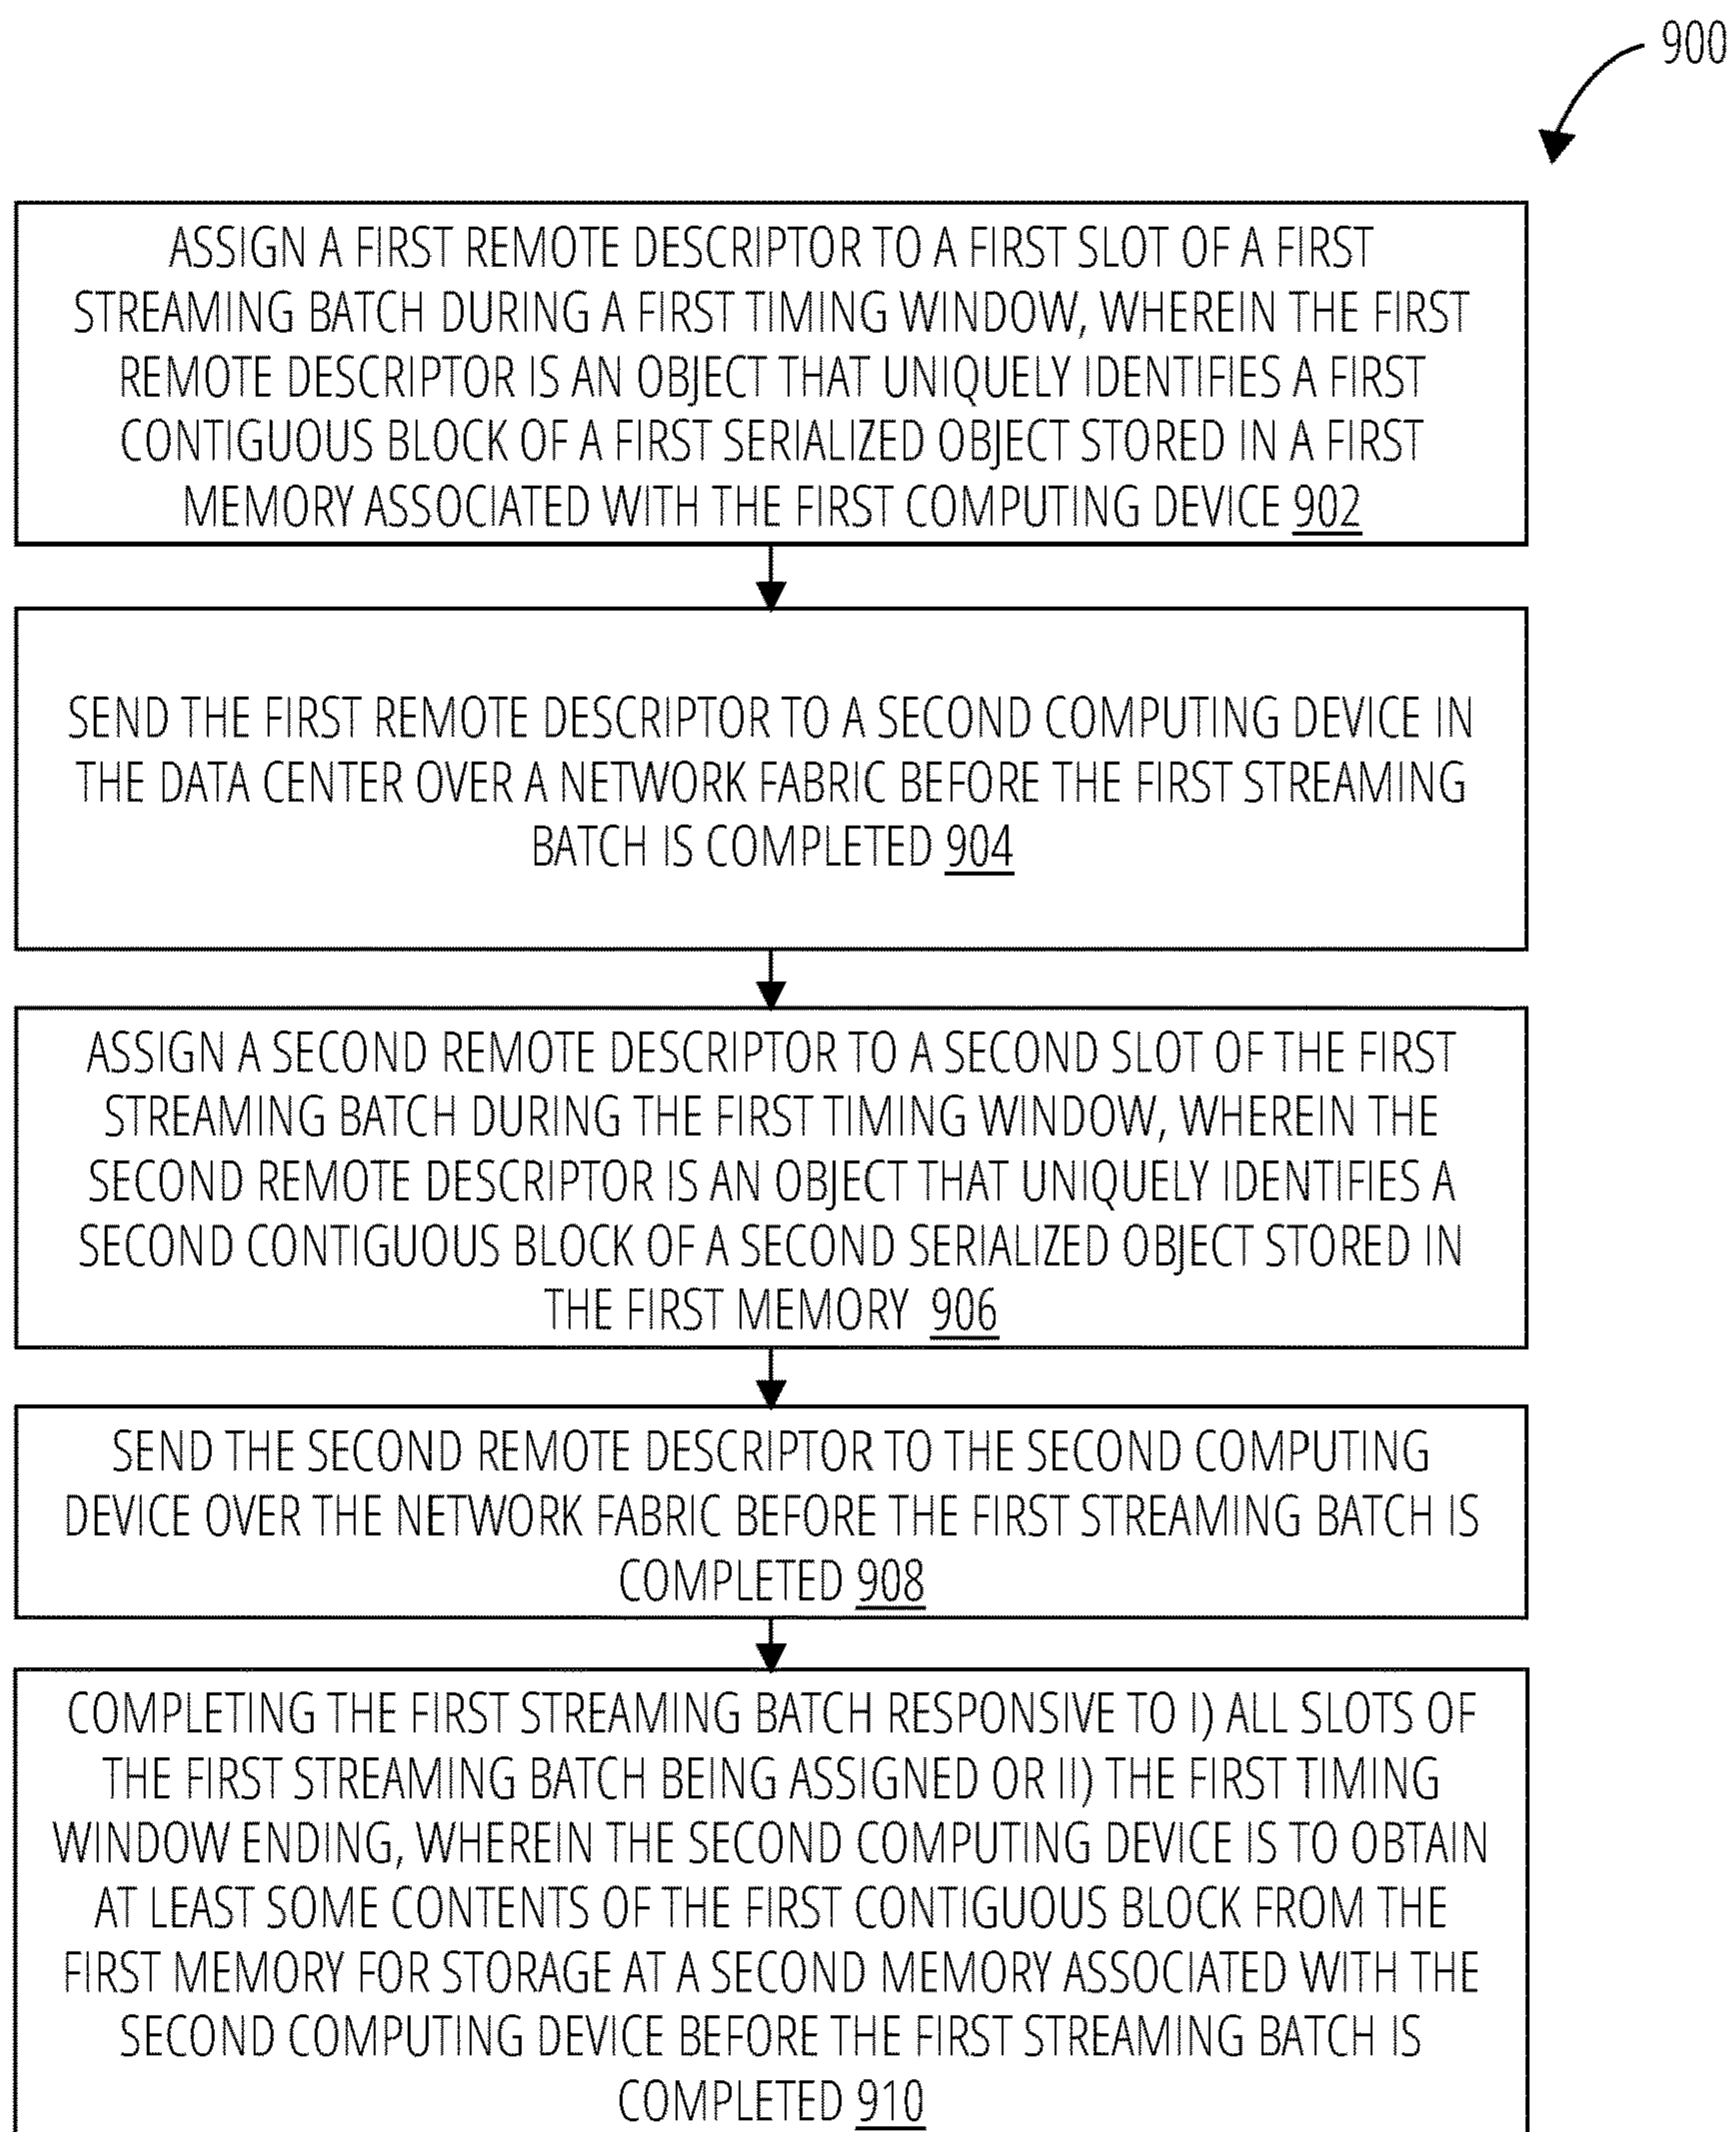 900
ASSIGN A FIRST REMOTE DESCRIPTOR TO A FIRST SLOT OF A FIRST
STREAMING BATCH DURING A FIRST TIMING WINDOW, WHEREIN THE FIRST
REMOTE DESCRIPTOR IS AN OBJECT THAT UNIQUELY IDENTIFIES A FIRST
CONTIGUOUS BLOCK OF A FIRST SERIALIZED OBJECT STORED IN A FIRST
MEMORY ASSOCIATED WITH THE FIRST COMPUTING DEVICE 902
SEND THE FIRST REMOTE DESCRIPTOR TO A SECOND COMPUTING DEVICE IN
THE DATA CENTER OVER A NETWORK FABRIC BEFORE THE FIRST STREAMING
BATCH IS COMPLETED 904
ASSIGN A SECOND REMOTE DESCRIPTOR TO A SECOND SLOT OF THE FIRST
STREAMING BATCH DURING THE FIRST TIMING WINDOW, WHEREIN THE
SECOND REMOTE DESCRIPTOR IS AN OBJECT THAT UNIQUELY IDENTIFIES A
SECOND CONTIGUOUS BLOCK OF A SECOND SERIALIZED OBJECT STORED IN
THE FIRST MEMORY 906
SEND THE SECOND REMOTE DESCRIPTOR TO THE SECOND COMPUTING
DEVICE OVER THE NETWORK FABRIC BEFORE THE FIRST STREAMING BATCH IS
COMPLETED 908
COMPLETING THE FIRST STREAMING BATCH RESPONSIVE TO I) ALL SLOTS OF
THE FIRST STREAMING BATCH BEING ASSIGNED OR II) THE FIRST TIMING
WINDOW ENDING, WHEREIN THE SECOND COMPUTING DEVICE IS TO OBTAIN
AT LEAST SOME CONTENTS OF THE FIRST CONTIGUOUS BLOCK FROM THE
FIRST MEMORY FOR STORAGE AT A SECOND MEMORY ASSOCIATED WITH THE
SECOND COMPUTING DEVICE BEFORE THE FIRST STREAMING BATCH IS
COMPLETED 910